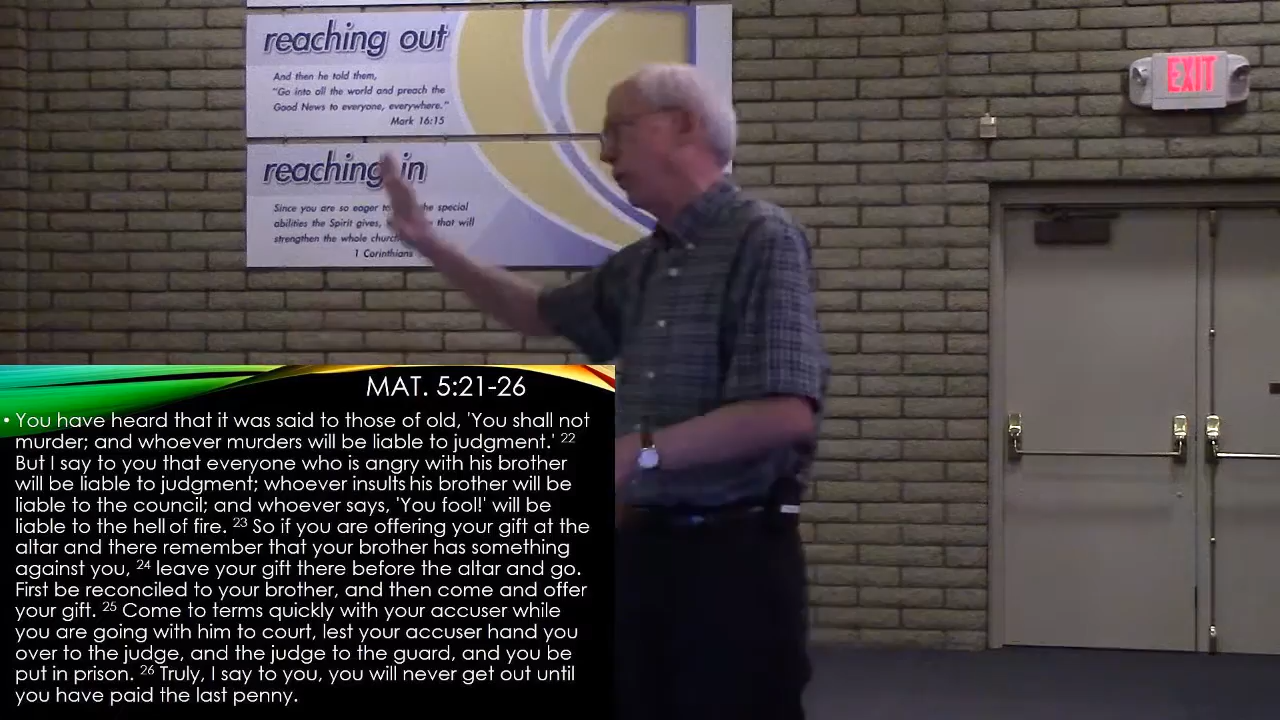 reaching out
And then he told them,
"Go into all the world and preach the
Good News to everyone, everywhere."
Mark 16:15
EXIT
reaching in
Since you are so eager the special
abilities the Spirit gives, that will
strengthen the whole church
1 Corinthians
MAT. 5:21-26
• You have heard that it was said to those of old, 'You shall not
murder; and whoever murders will be liable to judgment.' 22
But I say to you that everyone who is angry with his brother
will be liable to judgment; whoever insults his brother will be
liable to the council; and whoever says, 'You fool!' will be
liable to the hell of fire. 23 So if you are offering your gift at the
altar and there remember that your brother has something
against you, 24 leave your gift there before the altar and go.
First be reconciled to your brother, and then come and offer
your gift. 25 Come to terms quickly with your accuser while
you are going with him to court, lest your accuser hand you
over to the judge, and the judge to the guard, and you be
put in prison. 26 Truly, I say to you, you will never get out until
you have paid the last penny.